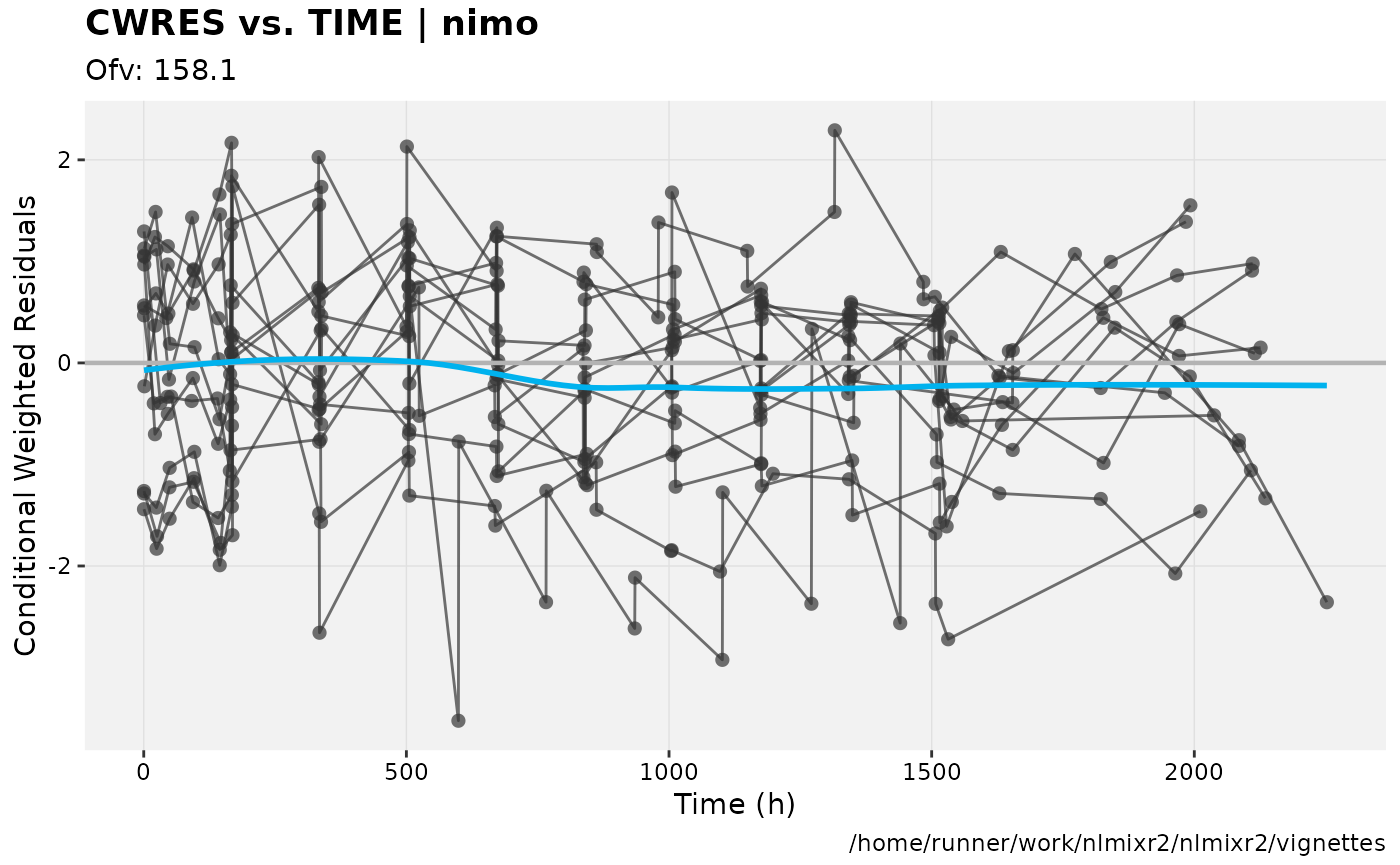 CWRES vs. TIME | nimo
Ofv: 158.1
Conditional Weighted Residuals
2
0
-2
0
500
1000
1500
2000
Time (h)
/home/runner/work/nlmixr2/nlmixr2/vignettes